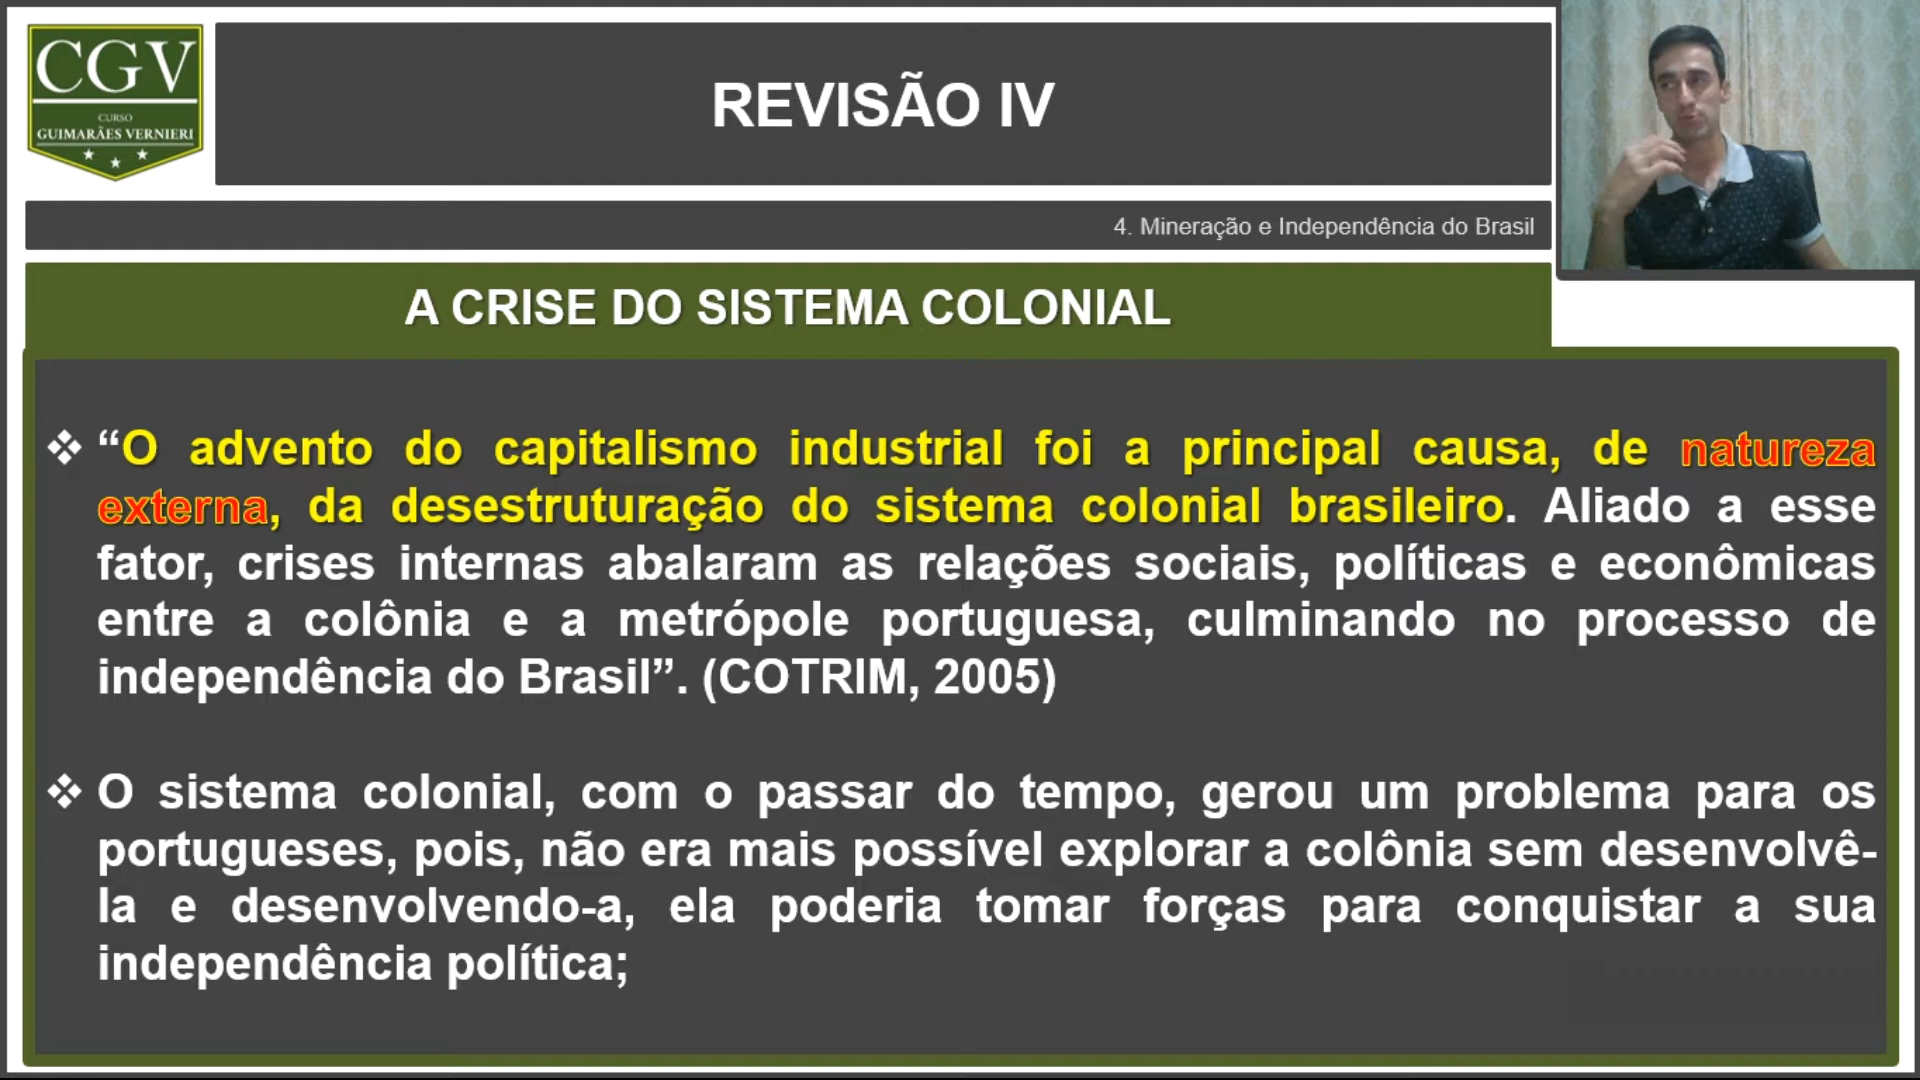 CGV
CURSO
GUIMARÃES VERNIERI
REVISÃO IV
4. Mineração e Independência do Brasil
A CRISE DO SISTEMA COLONIAL
❖ “O advento do capitalismo industrial foi a principal causa, de natureza
externa, da desestruturação do sistema colonial brasileiro. Aliado a esse
fator, crises internas abalaram as relações sociais, políticas e econômicas
entre a colônia e a metrópole portuguesa, culminando no processo de
independência do Brasil”. (COTRIM, 2005)
❖ O sistema colonial, com o passar do tempo, gerou um problema para os
portugueses, pois, não era mais possível explorar a colônia sem desenvolvê-
la e desenvolvendo-a, ela poderia tomar forças para conquistar a sua
independência política;